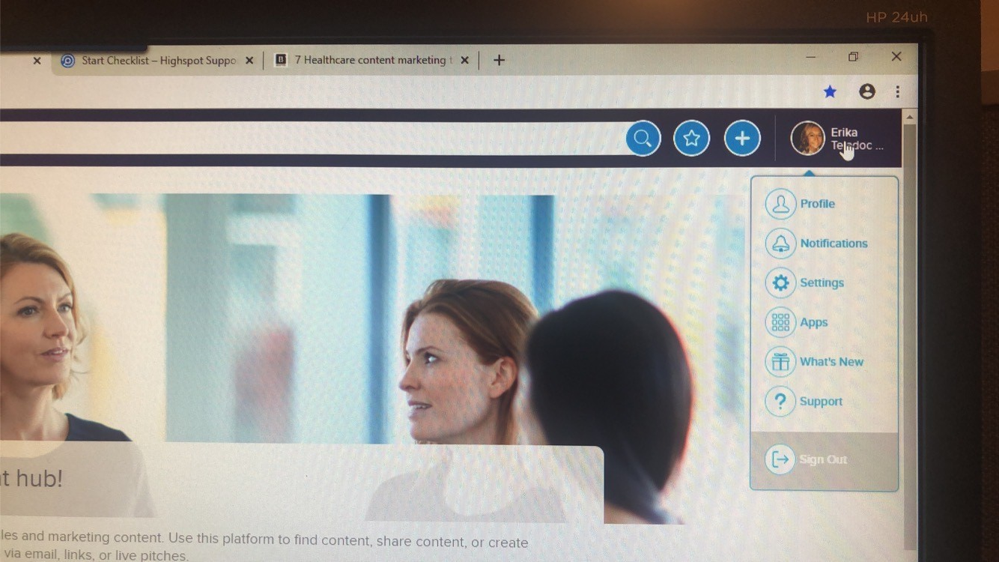 HP 24uh
Start Checklist – Highspot Suppo
7 Healthcare content marketing t
Erika
Teladoc ...
Profile
Notifications
Settings
Apps
What's New
Support
Sign Out
t hub!
les and marketing content. Use this platform to find content, share content, or create
via email, links, or live pitches.